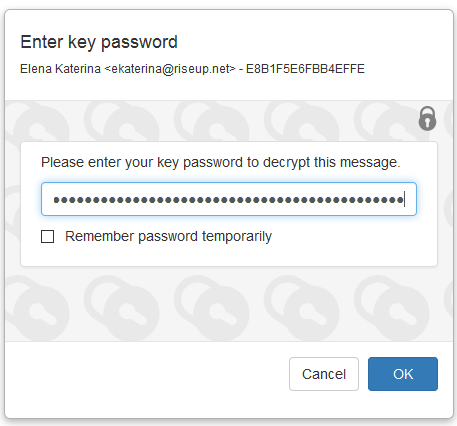 Enter key password
Elena Katerina <ekaterina@riseup.net> - E8B1F5E6FBB4EFFE
Please enter your key password to decrypt this message.
••••••••••••••••••••••••••••••••••••••••••••
Remember password temporarily
Cancel OK